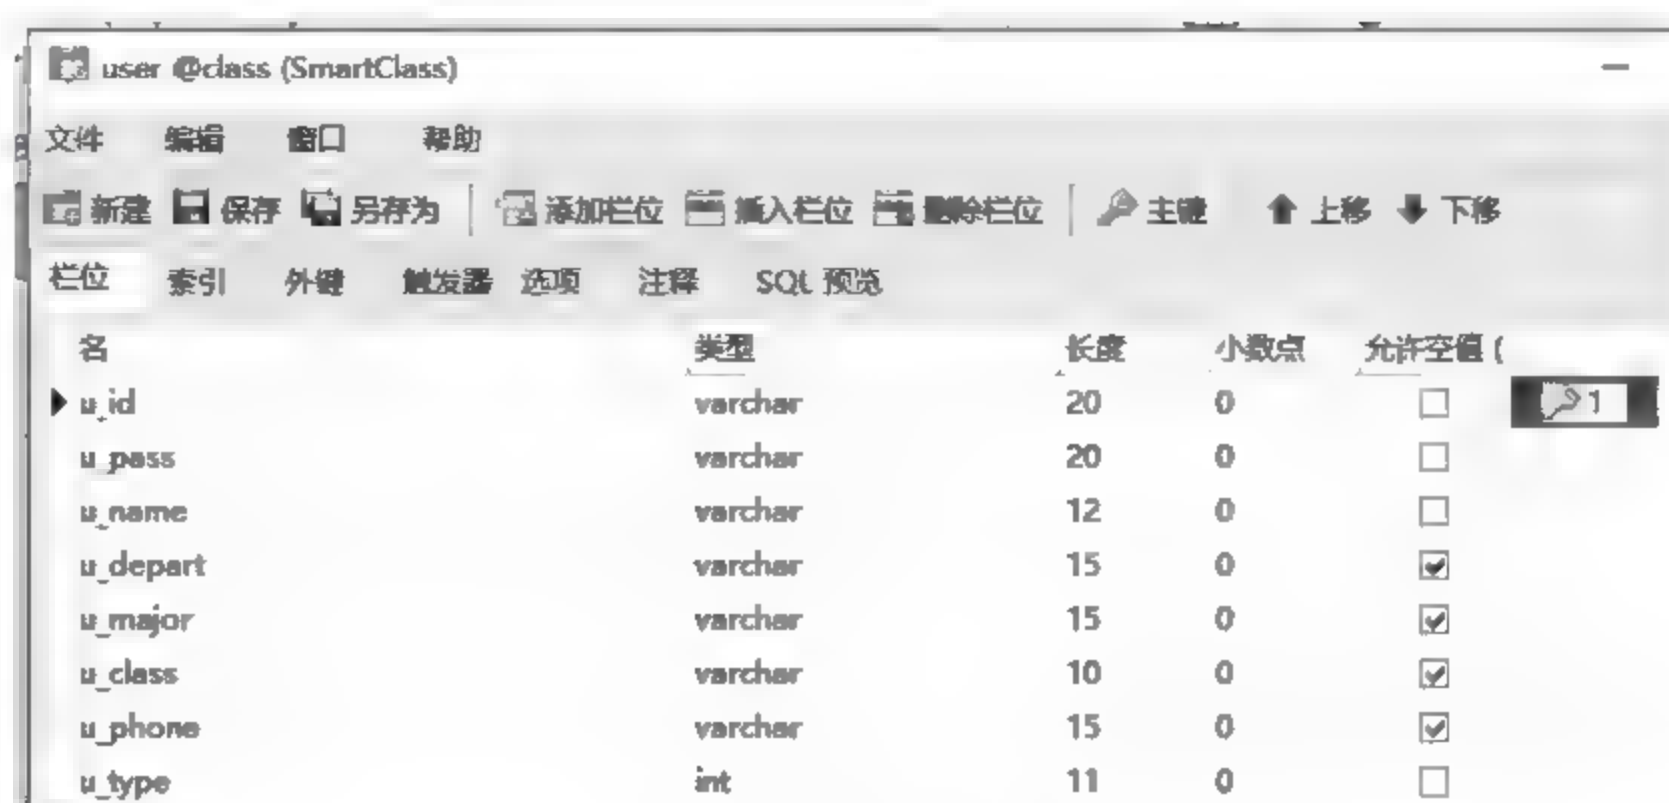 user @class (SmartClass)
文件 编辑 窗口 帮助
新建 保存 另存为 添加栏位 插入栏位 删除栏位 主键 上移 下移
栏位 索引 外键 触发器 选项 注释 SQL 预览
名 类型 长度 小数点 允许空值 (
u_id varchar 20 0 1
u_pass varchar 20 0
u_name varchar 12 0
u_depart varchar 15 0
u_major varchar 15 0
u_class varchar 10 0
u_phone varchar 15 0
u_type int 11 0